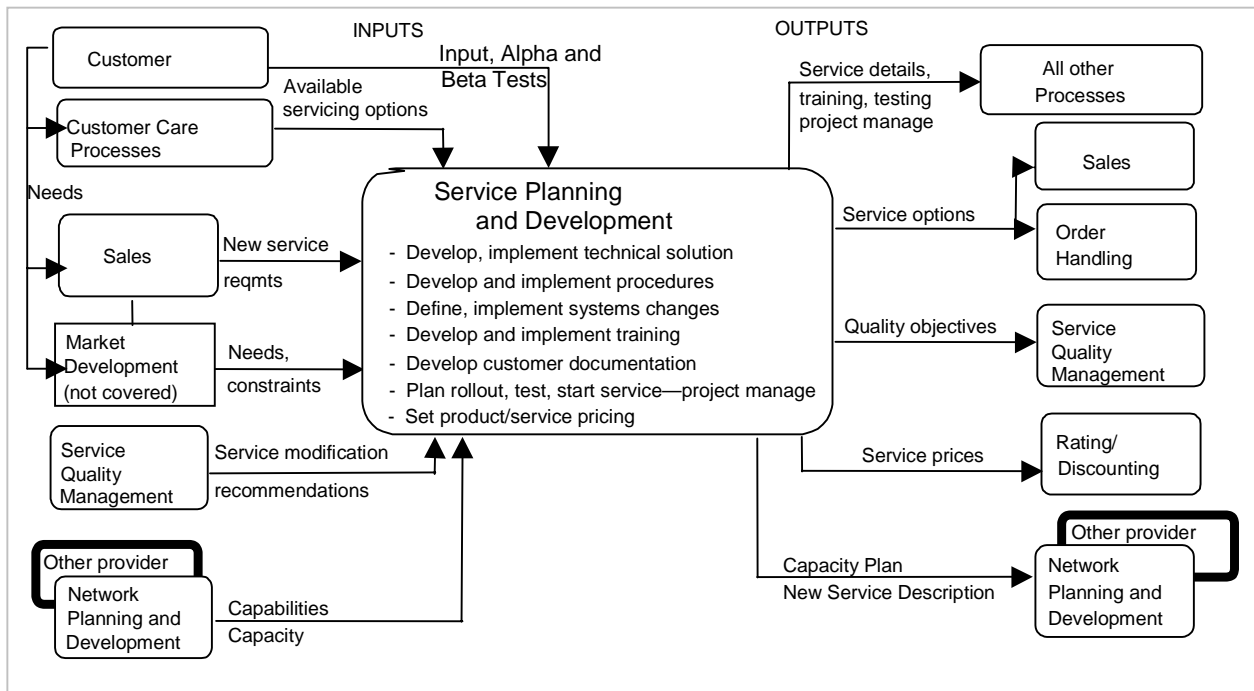 INPUTS
OUTPUTS
Customer
Input, Alpha and
Beta Tests
Available
servicing options
Customer Care
Processes
Needs
Sales
New service
reqmts
Market
Development
(not covered)
Needs,
constraints
Service
Quality
Management
Service modification
recommendations
Other provider
Network
Planning and
Development
Capabilities
Capacity
Service Planning
and Development
- Develop, implement technical solution
- Develop and implement procedures
- Define, implement systems changes
- Develop and implement training
- Develop customer documentation
- Plan rollout, test, start service—project manage
- Set product/service pricing
Service details,
training, testing
project manage
All other
Processes
Sales
Service options
Order
Handling
Quality objectives
Service
Quality
Management
Service prices
Rating/
Discounting
Capacity Plan
New Service Description
Other provider
Network
Planning and
Development